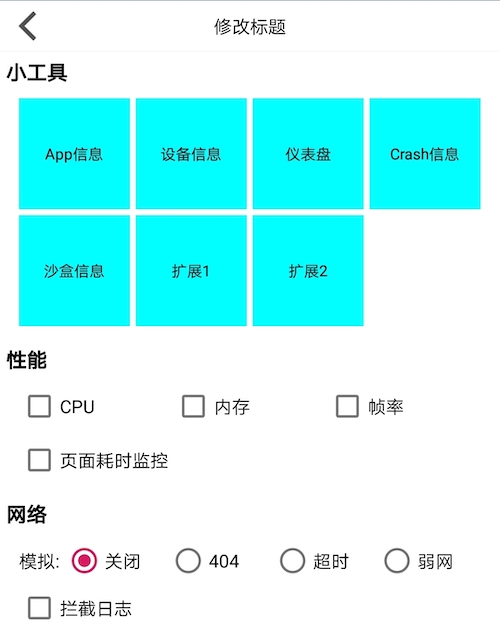 修改标题
小工具
App信息 设备信息 仪表盘 Crash信息
沙盒信息 扩展1 扩展2
性能
CPU 内存 帧率
页面耗时监控
网络
模拟: 关闭 404 超时 弱网
拦截日志